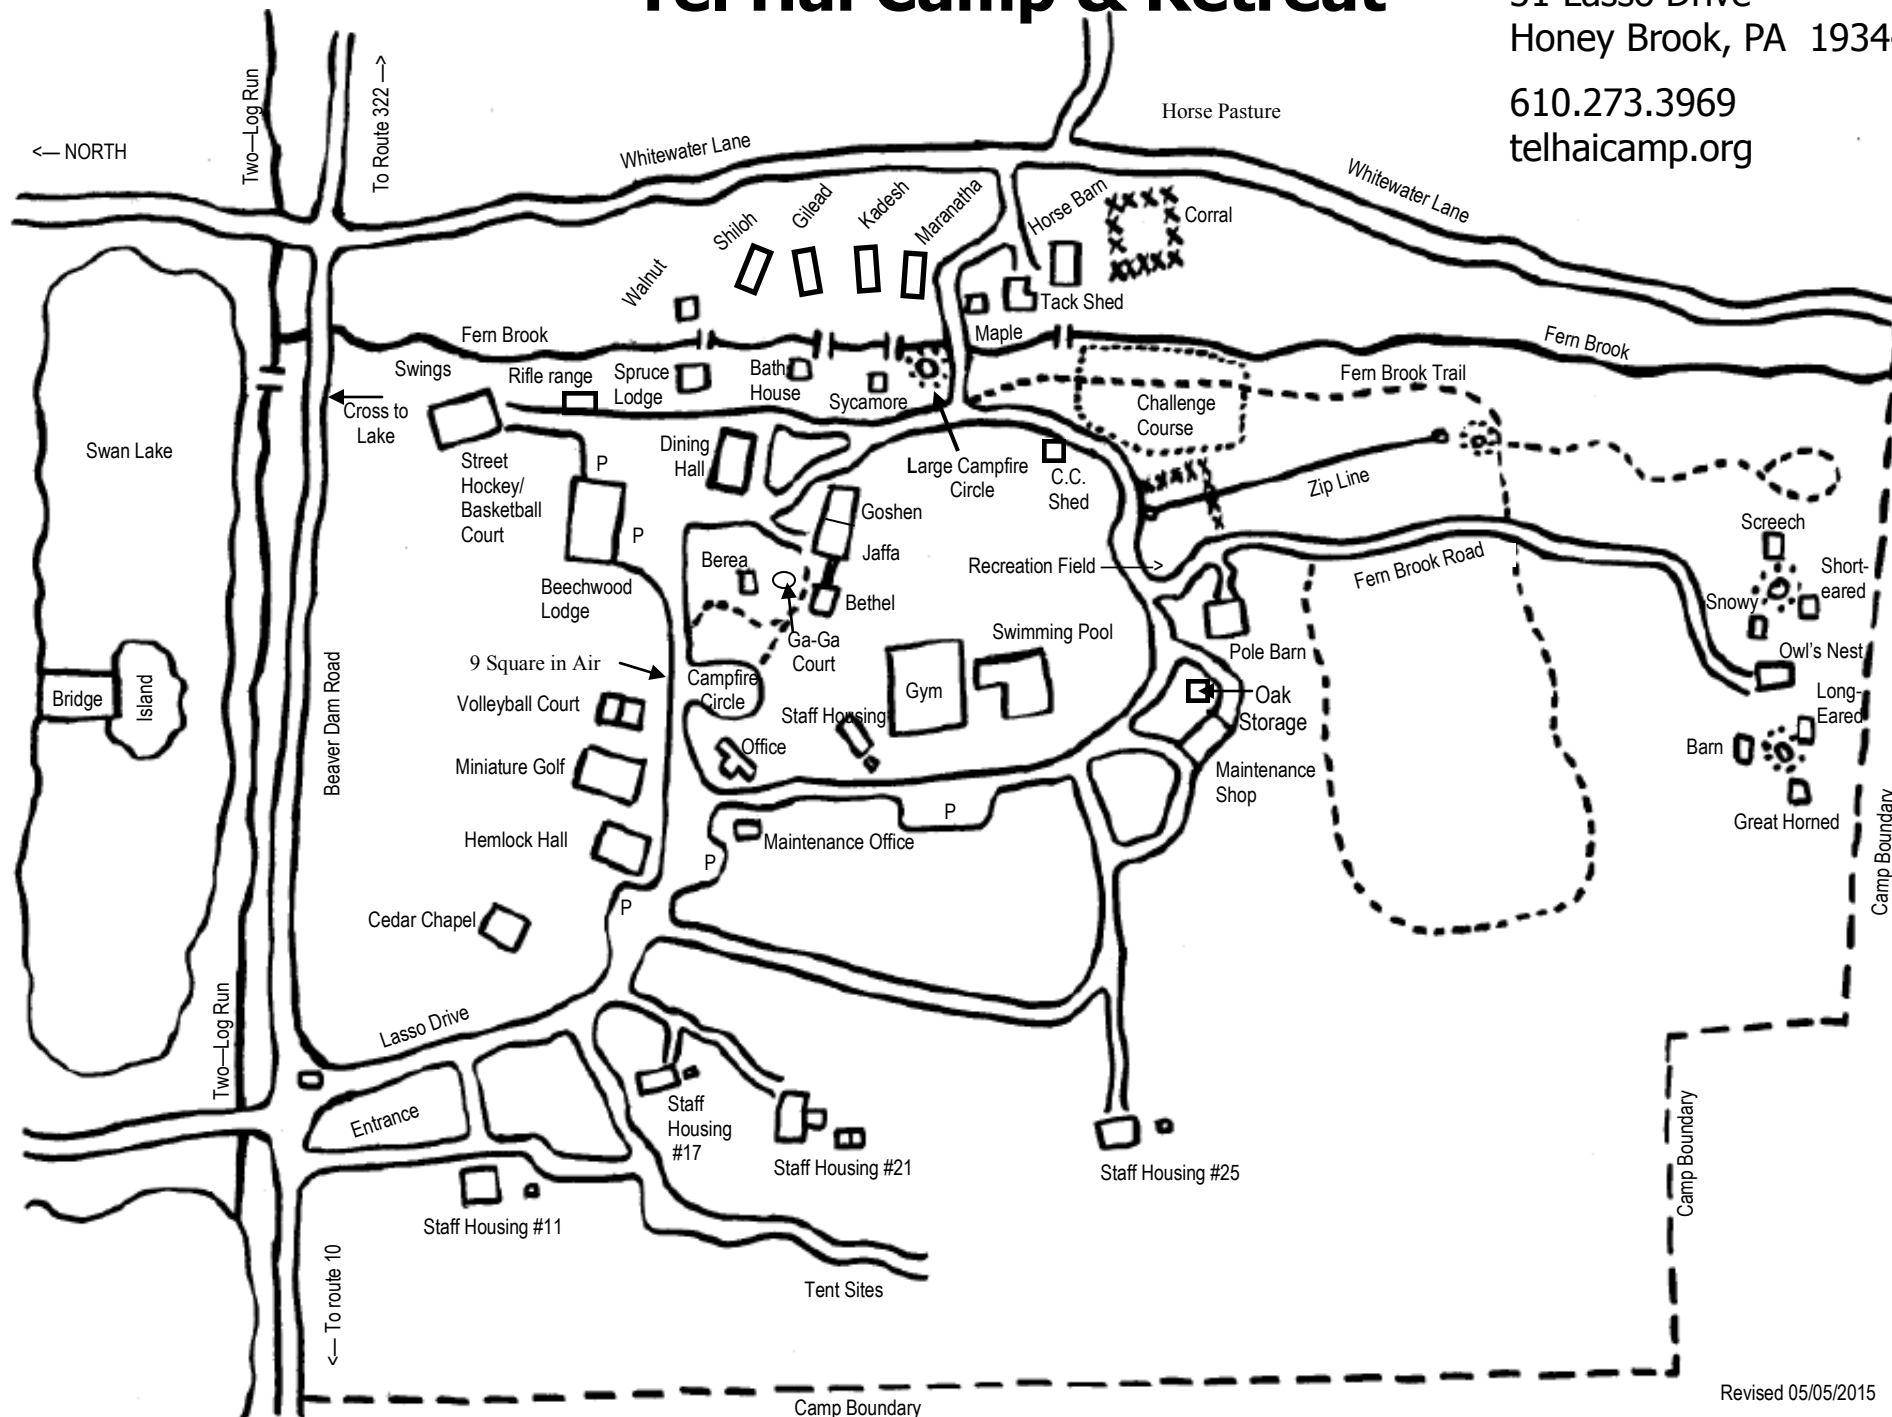 Tel Hai Camp & Retreat
31 Lasso Drive
Honey Brook, PA 1934
610.273.3969
telhaicamp.org
<— NORTH
Two—Log Run
To Route 322 —>
Whitewater Lane
Horse Pasture
Whitewater Lane
Shiloh
Gilead
Kadesh
Maranatha
Horse Barn
Corral
Walnut
Tack Shed
Fern Brook
Maple
Fern Brook
Swings
Rifle range
Spruce
Lodge
Bath
House
Sycamore
Fern Brook Trail
Cross to
Lake
Challenge
Course
Swan Lake
Street
Hockey/
Basketball
Court
P
Dining
Hall
Large Campfire
Circle
C.C.
Shed
Zip Line
Goshen
P
Jaffa
Screech
Short-
eared
Berea
Recreation Field —>
Fern Brook Road
Beechwood
Lodge
Bethel
Snowy
Ga-Ga
Court
Swimming Pool
Pole Barn
Owl's Nest
9 Square in Air
Bridge
Island
Campfire
Circle
Gym
Oak
Storage
Long-
Eared
Volleyball Court
Staff Housing
Beaver Dam Road
Office
Barn
Miniature Golf
Maintenance
Shop
P
Great Horned
Hemlock Hall
Maintenance Office
P
Camp Boundary
P
Cedar Chapel
Two—Log Run
Lasso Drive
Entrance
Staff
Housing
#17
Staff Housing #21
Staff Housing #25
Camp Boundary
Staff Housing #11
<— To route 10
Tent Sites
Camp Boundary
Revised 05/05/2015